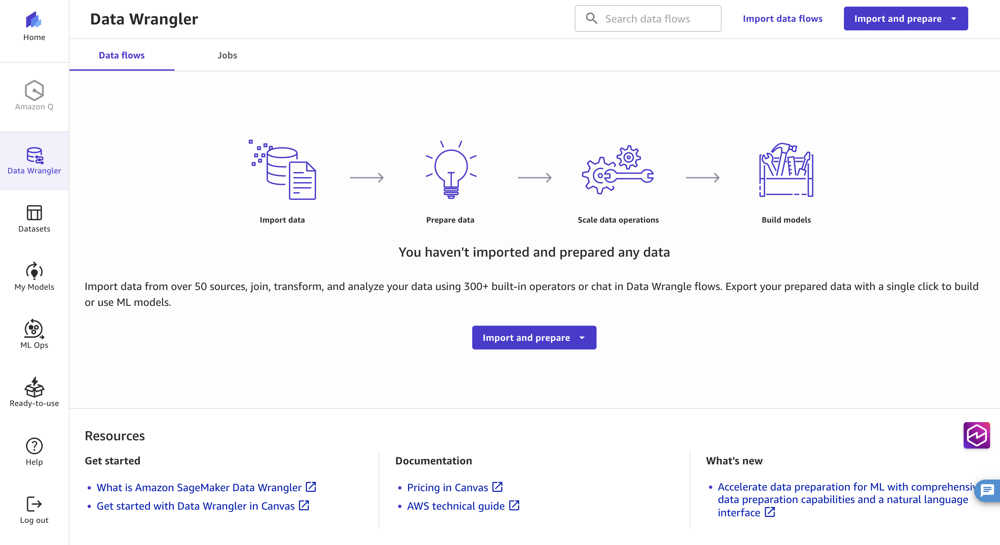 Home
Amazon Q
Data Wrangler
Datasets
My Models
ML Ops
Ready-to-use
Help
Log out
Data Wrangler
Search data flows
Import data flows
Import and prepare
Data flows
Jobs
Import data
Prepare data
Scale data operations
Build models
You haven't imported and prepared any data
Import data from over 50 sources, join, transform, and analyze your data using 300+ built-in operators or chat in Data Wrangle flows. Export your prepared data with a single click to build
or use ML models.
Import and prepare
Resources
Get started
• What is Amazon SageMaker Data Wrangler
• Get started with Data Wrangler in Canvas
Documentation
• Pricing in Canvas
• AWS technical guide
What's new
• Accelerate data preparation for ML with
data preparation capabilities and a natural language
interface